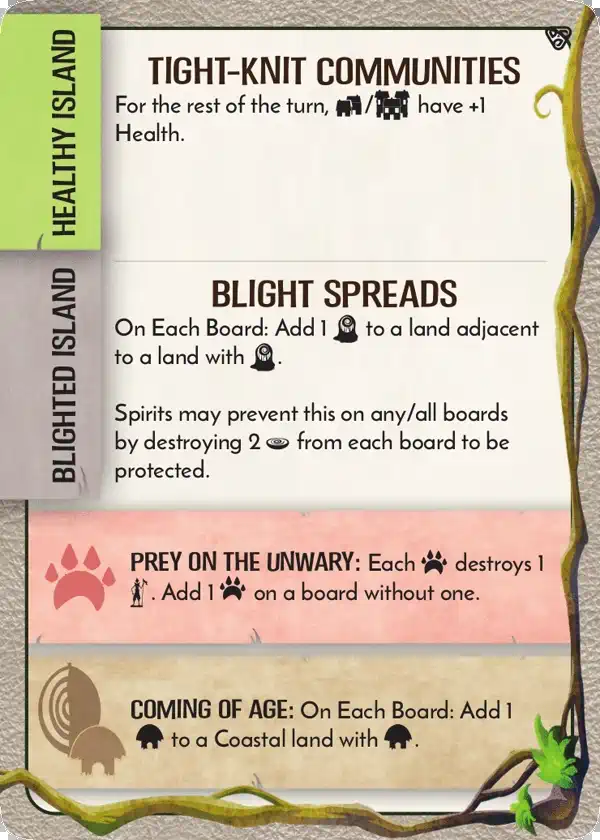 HEALTHY ISLAND
TIGHT-KNIT COMMUNITIES
For the rest of the turn, / have +1
Health.
BLIGHTED ISLAND
BLIGHT SPREADS
On Each Board: Add 1 to a land adjacent
to a land with .
Spirits may prevent this on any/all boards
by destroying 2 from each board to be
protected.
PREY ON THE UNWARY: Each destroys 1
. Add 1 on a board without one.
COMING OF AGE: On Each Board: Add 1
to a Coastal land with .